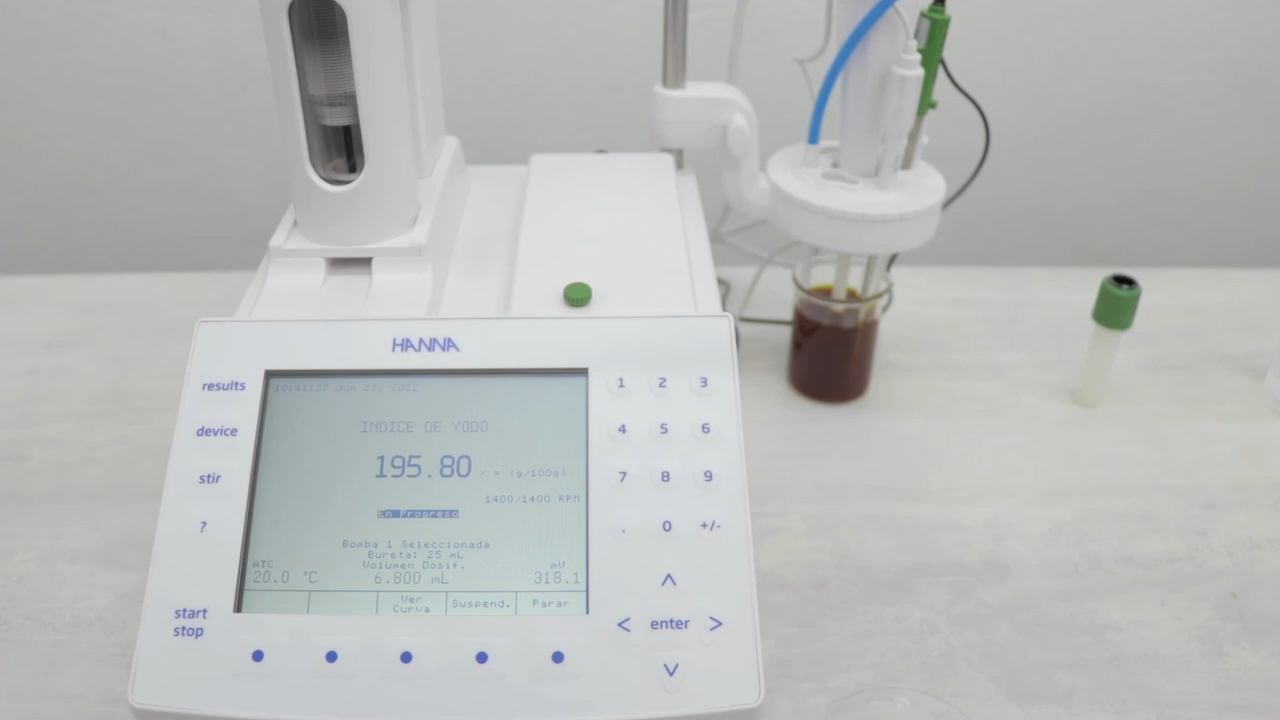 HANNA
results
device
stir
?
start
stop
10:41:27 Jun 23, 2022
INDICE DE YODO
195.80 % = (g/100g)
1400/1400 RPM
En Progreso
Bomba 1 Seleccionada
Bureta: 25 mL
ATC Volumen Dosif. mV
20.0 °C 6.800 mL 318.1
Ver Curva Suspend. Parar
1 2 3
4 5 6
7 8 9
. 0 +/-
< enter >